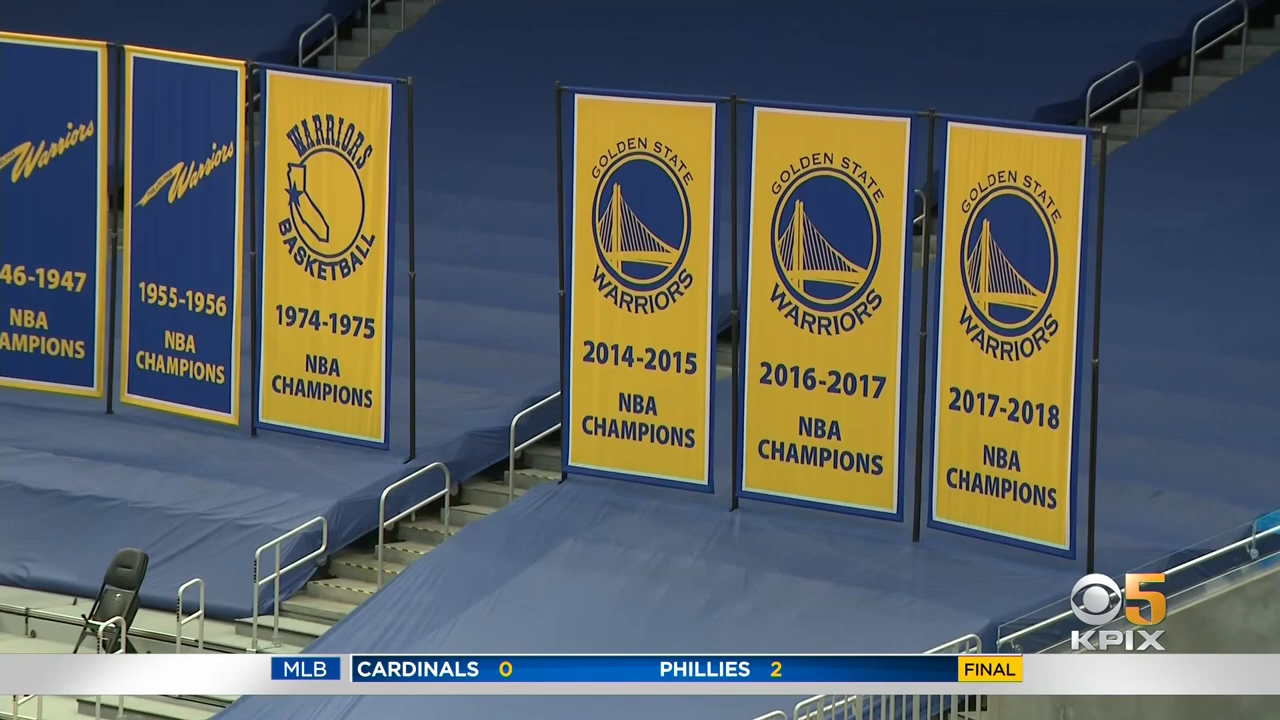 Warriors
46-1947
NBA
AMPIONS
Warriors
1955-1956
NBA
CHAMPIONS
WARRIORS
BASKETBALL
1974-1975
NBA
CHAMPIONS
GOLDEN STATE
WARRIORS
2014-2015
NBA
CHAMPIONS
GOLDEN STATE
WARRIORS
2016-2017
NBA
CHAMPIONS
GOLDEN STATE
WARRIORS
2017-2018
NBA
CHAMPIONS
5
KPIX
MLB CARDINALS 0 PHILLIES 2 FINAL